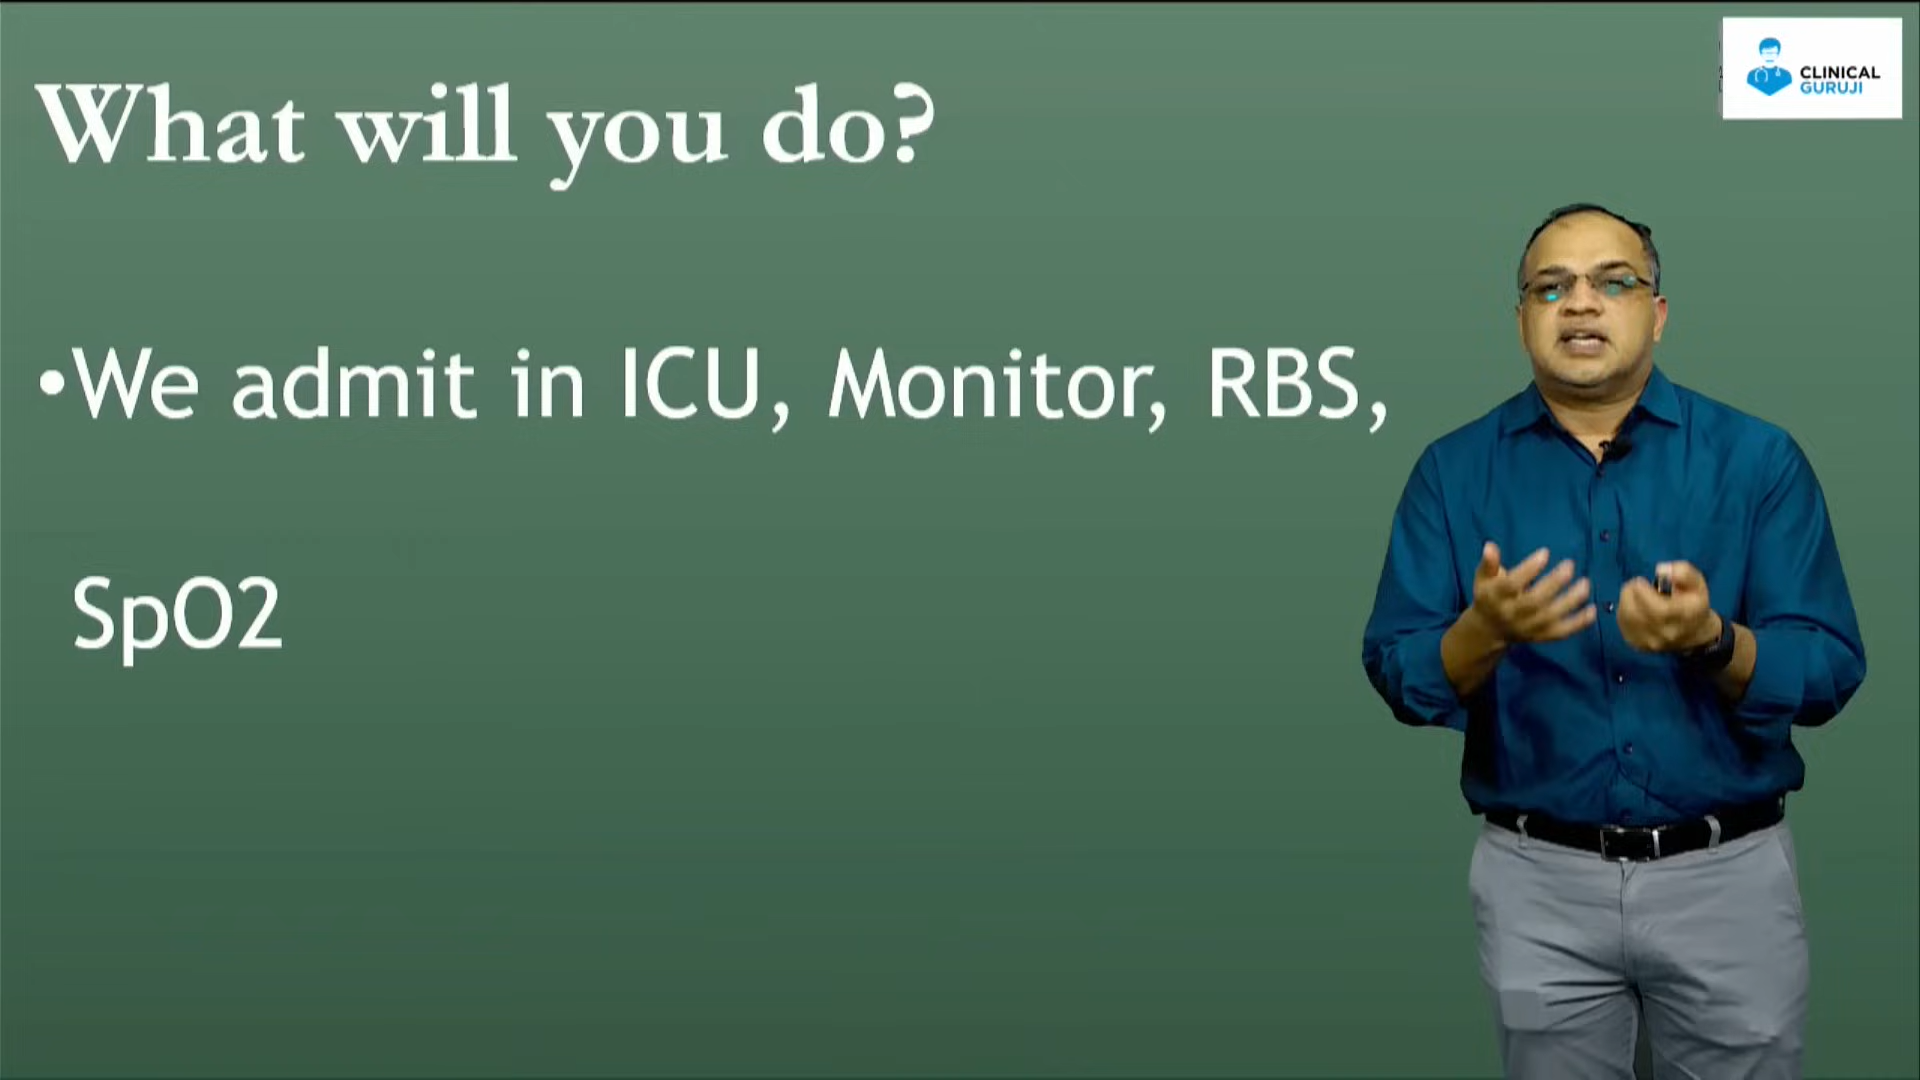 What will you do?
CLINICAL
GURUJI
•We admit in ICU, Monitor, RBS,
SpO2